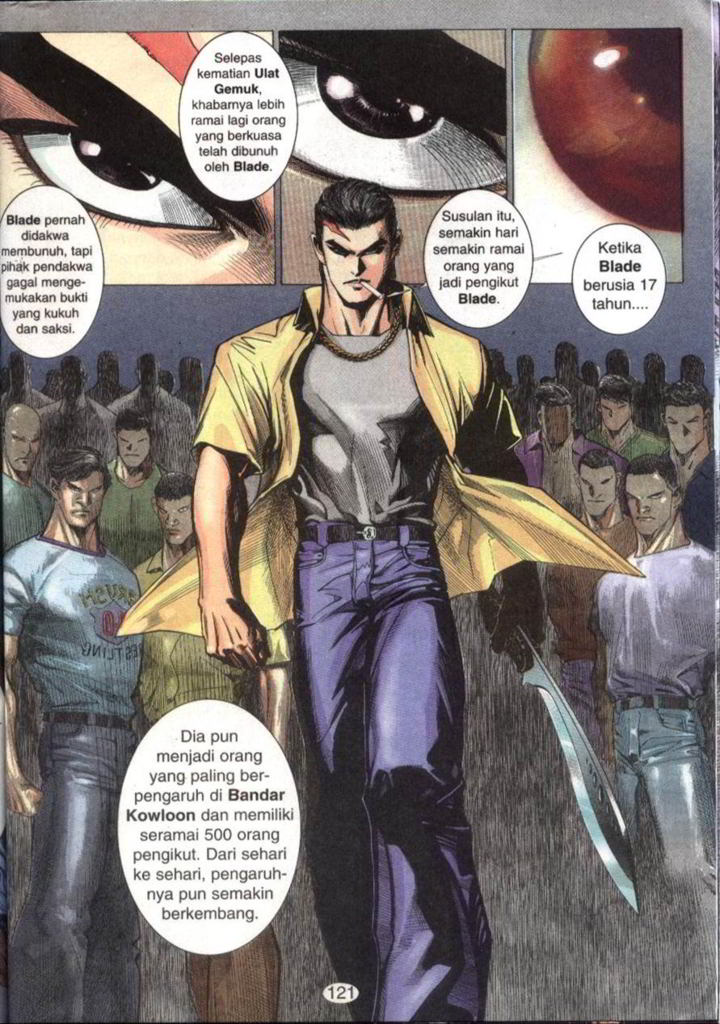 Selepas
kematian Ulat
Gemuk,
khabarnya lebih
ramai lagi orang
yang berkuasa
telah dibunuh
oleh Blade.
Blade pernah
didakwa
membunuh, tapi
pihak pendakwa
gagal menge-
mukakan bukti
yang kukuh
dan saksi.
Susulan itu,
semakin hari
semakin ramai
orang yang
jadi pengikut
Blade.
Ketika
Blade
berusia 17
tahun....
Dia pun
menjadi orang
yang paling ber-
pengaruh di Bandar
Kowloon dan memiliki
seramai 500 orang
pengikut. Dari sehari
ke sehari, pengaruh-
nya pun semakin
berkembang.
121